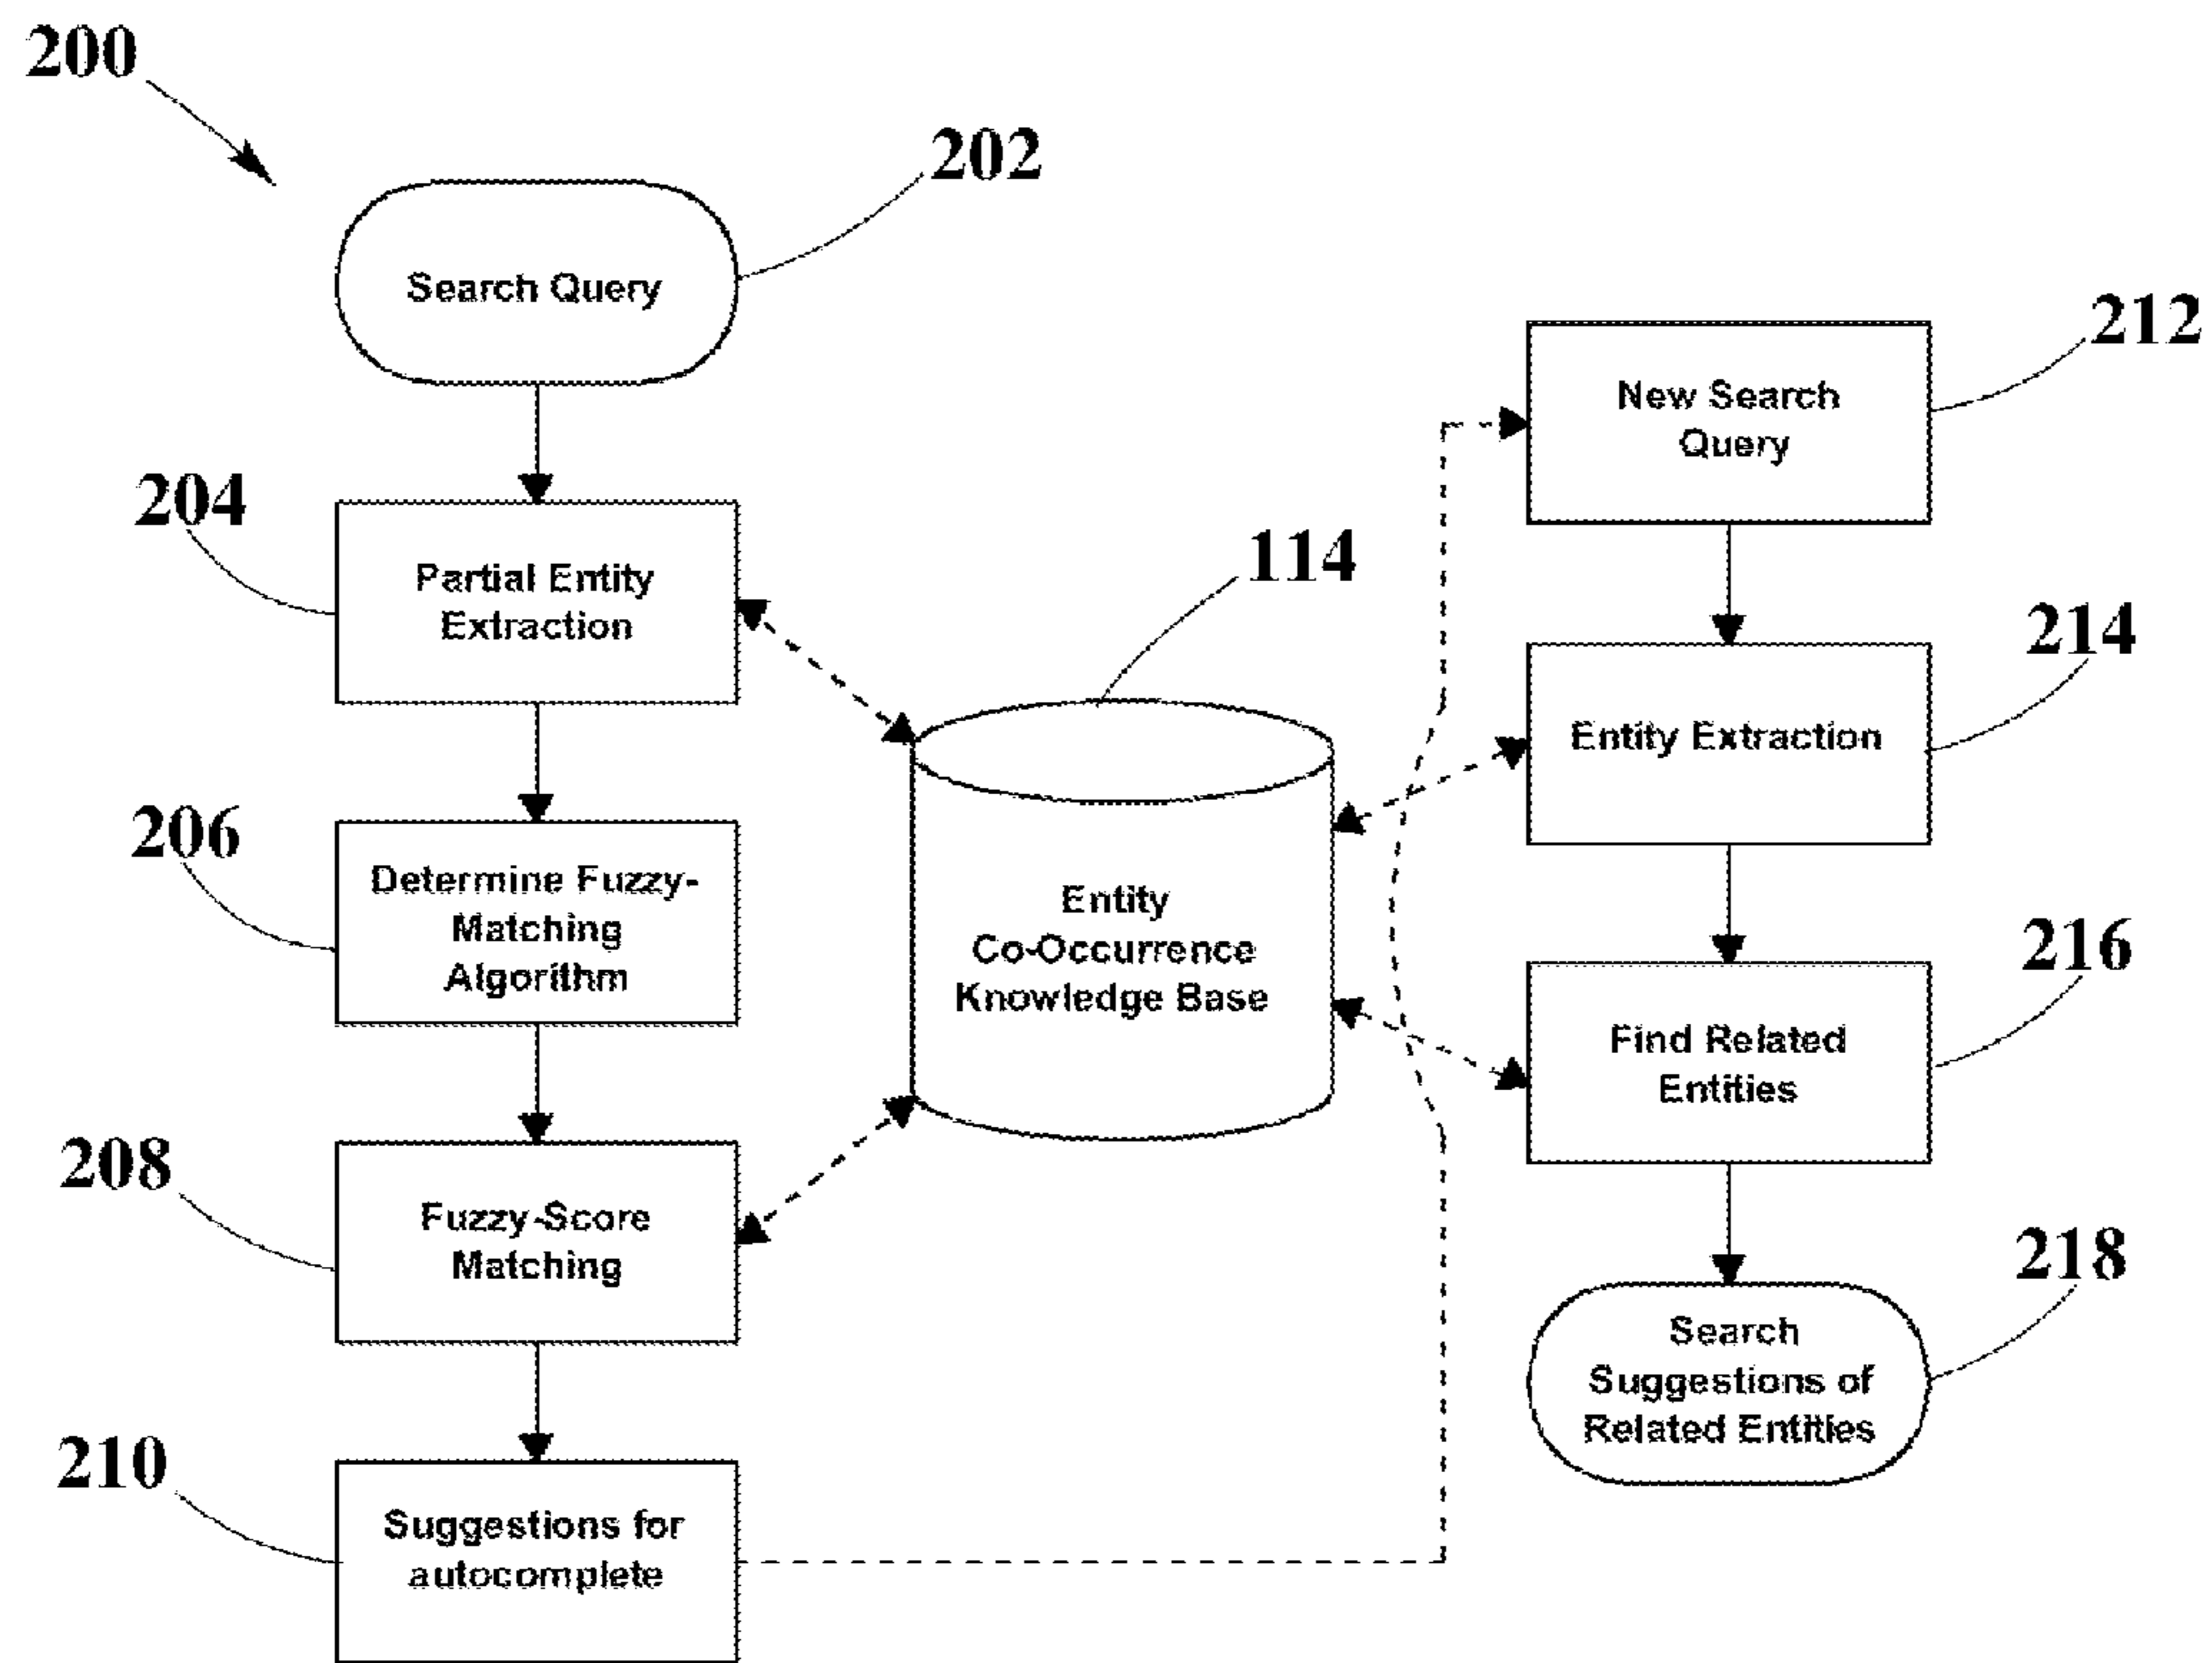 200
202
Search Query
204
Partial Entity
Extraction
206
Determine Fuzzy-
Matching
Algorithm
208
Fuzzy-Score
Matching
210
Suggestions for
autocomplete
114
Entity
Co-Occurrence
Knowledge Base
212
New Search
Query
214
Entity Extraction
216
Find Related
Entities
218
Search
Suggestions of
Related Entities